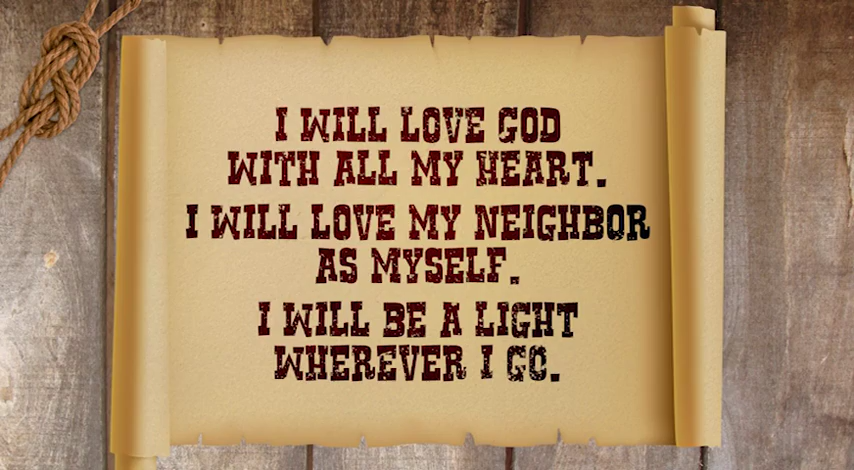 I WILL LOVE GOD
WITH ALL MY HEART.
I WILL LOVE MY NEIGHBOR
AS MYSELF.
I WILL BE A LIGHT
WHEREVER I GO.